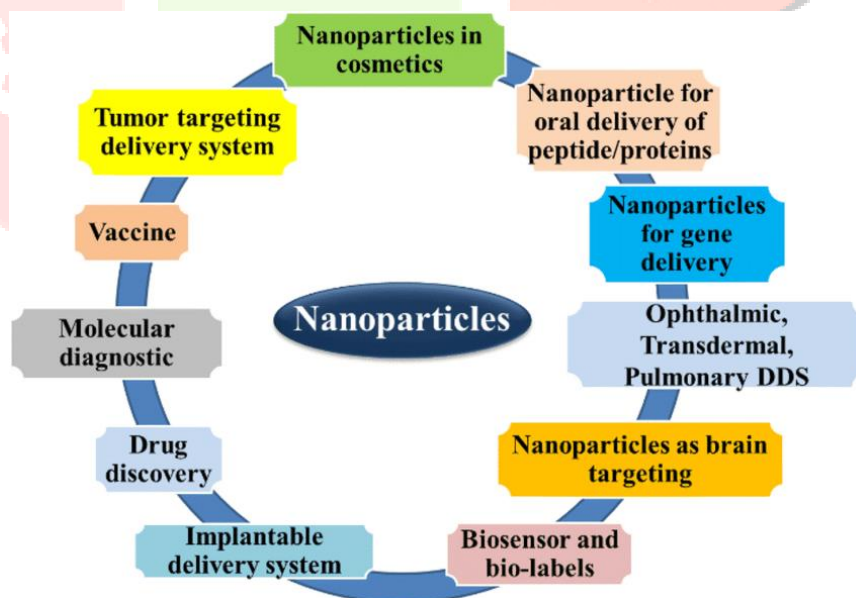 Nanoparticles in
cosmetics
Nanoparticle for
oral delivery of
peptide/proteins
Nanoparticles
for gene
delivery
Ophthalmic,
Transdermal,
Pulmonary DDS
Nanoparticles as brain
targeting
Biosensor and
bio-labels
Implantable
delivery system
Drug
discovery
Molecular
diagnostic
Vaccine
Tumor targeting
delivery system
Nanoparticles